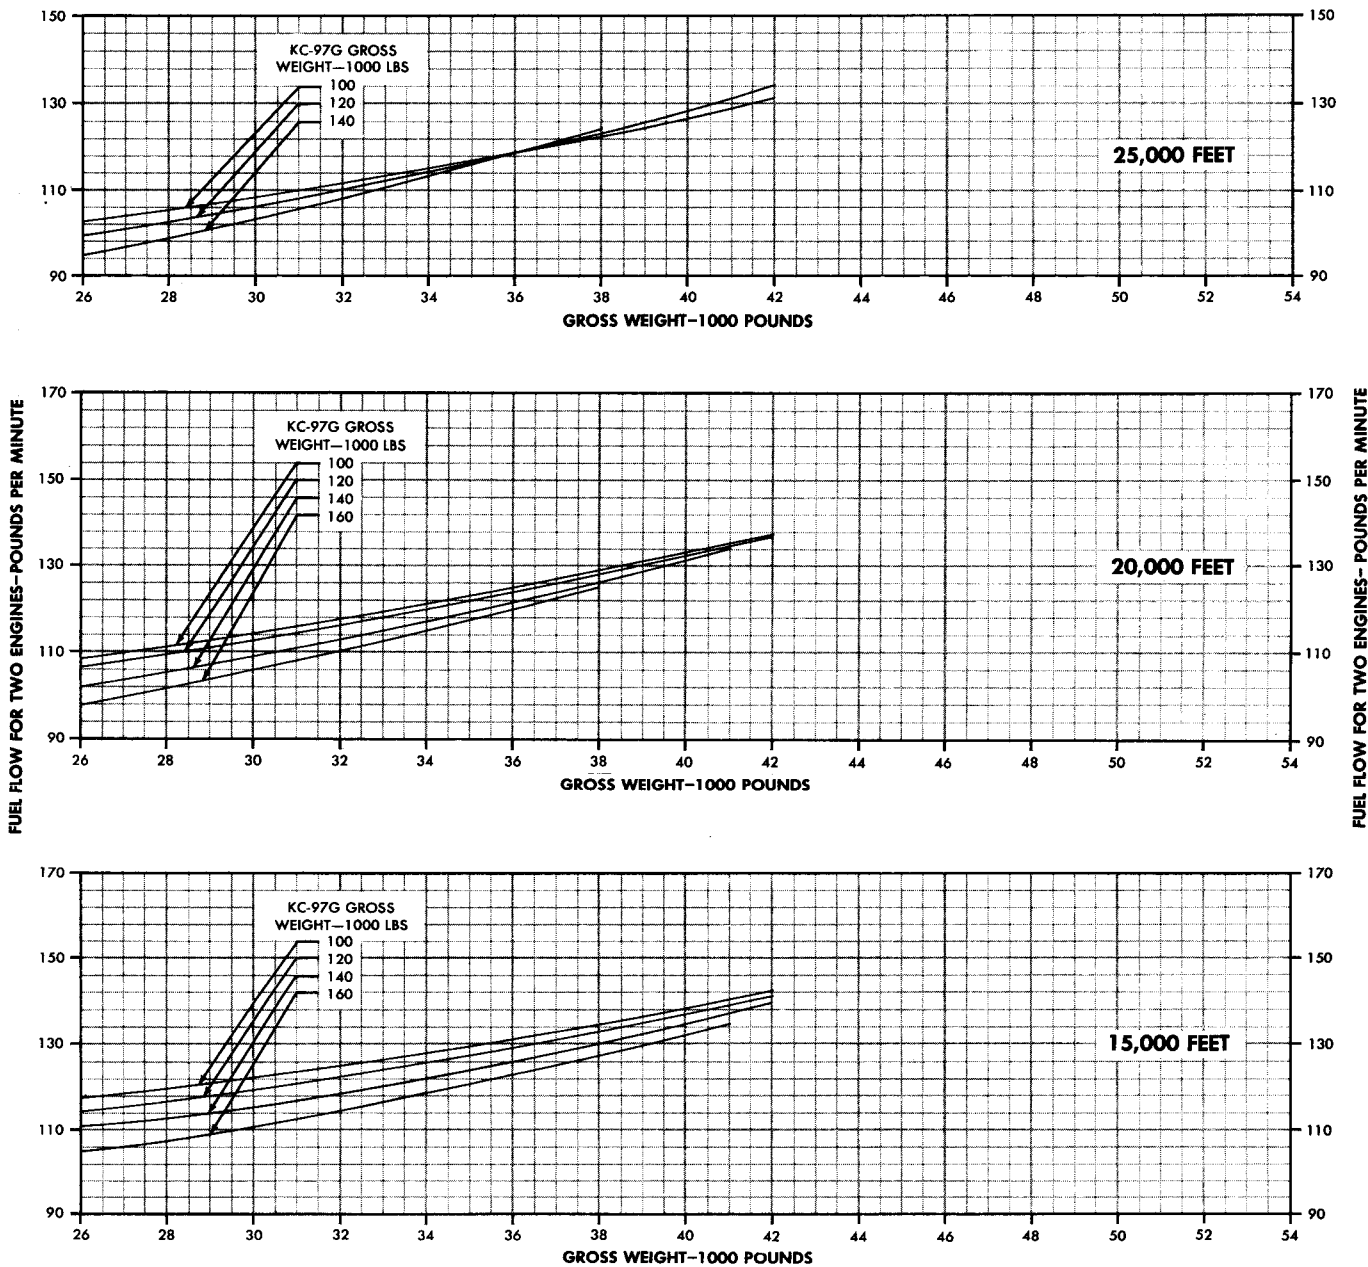 150
150
KC-97G GROSS
WEIGHT—1000 LBS
100
120
140
130
130
25,000 FEET
110
110
90
90
26 28 30 32 34 36 38 40 42 44 46 48 50 52 54
GROSS WEIGHT—1000 POUNDS
FUEL FLOW FOR TWO ENGINES—POUNDS PER MINUTE
FUEL FLOW FOR TWO ENGINES— POUNDS PER MINUTE
170
170
KC-97G GROSS
WEIGHT—1000 LBS
100
120
140
160
150
150
130
130
20,000 FEET
110
110
90
90
26 28 30 32 34 36 38 40 42 44 46 48 50 52 54
GROSS WEIGHT—1000 POUNDS
170
170
KC-97G GROSS
WEIGHT—1000 LBS
100
120
140
160
150
150
130
130
15,000 FEET
110
110
90
90
26 28 30 32 34 36 38 40 42 44 46 48 50 52 54
GROSS WEIGHT—1000 POUNDS